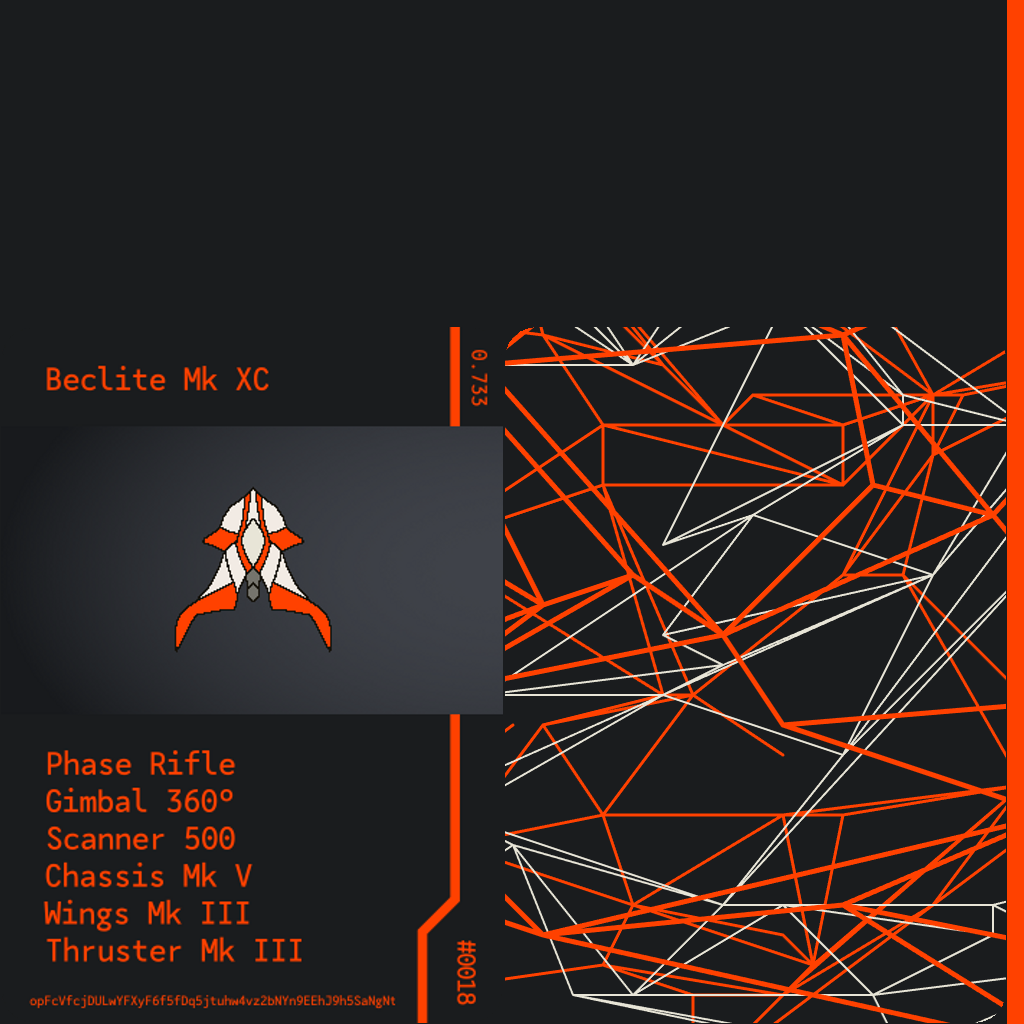 Beclite Mk XC
0.733
Phase Rifle
Gimbal 360°
Scanner 500
Chassis Mk V
Wings Mk III
Thruster Mk III
#0018
opFcVfcjDULwYFXyF6f5fDq5jtuhw4vz2bNYn9EEhJ9h5SaNgNt